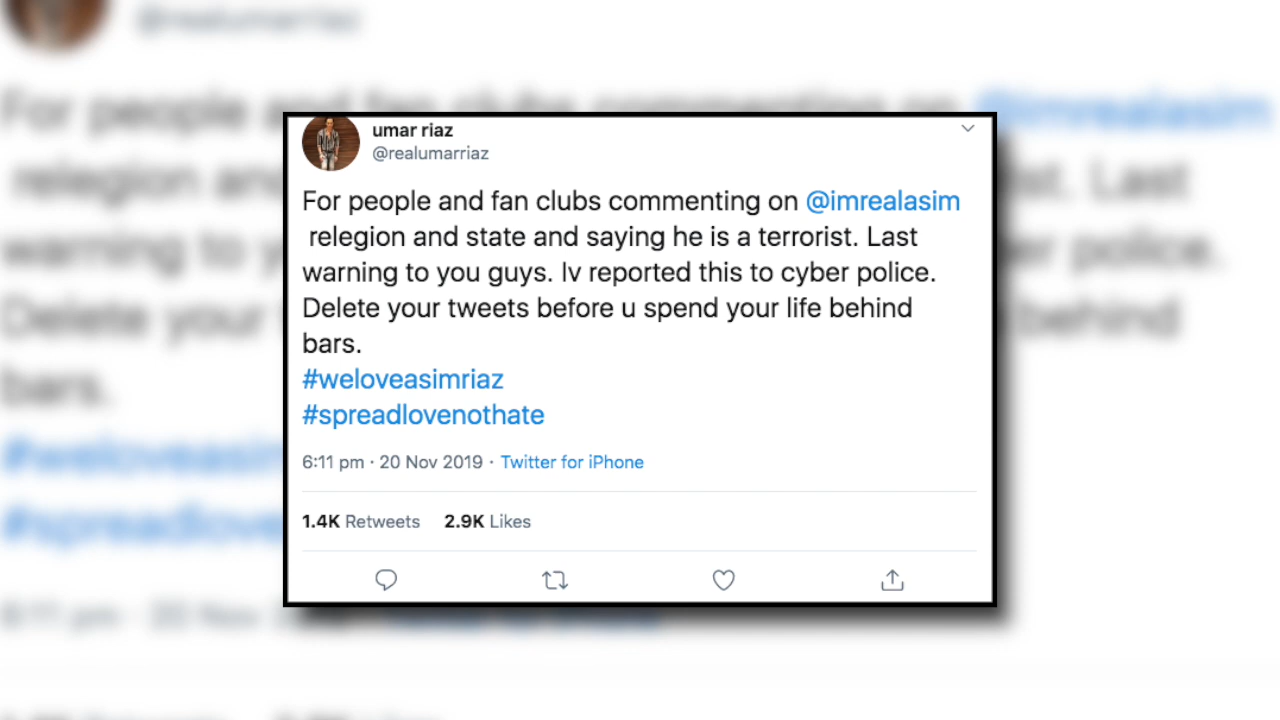 umar riaz
@realumarriaz
For people and fan clubs commenting on @imrealasim
relegion and state and saying he is a terrorist. Last
warning to you guys. Iv reported this to cyber police.
Delete your tweets before u spend your life behind
bars.
#weloveasimriaz
#spreadlovenothate
6:11 pm · 20 Nov 2019 · Twitter for iPhone
1.4K Retweets 2.9K Likes